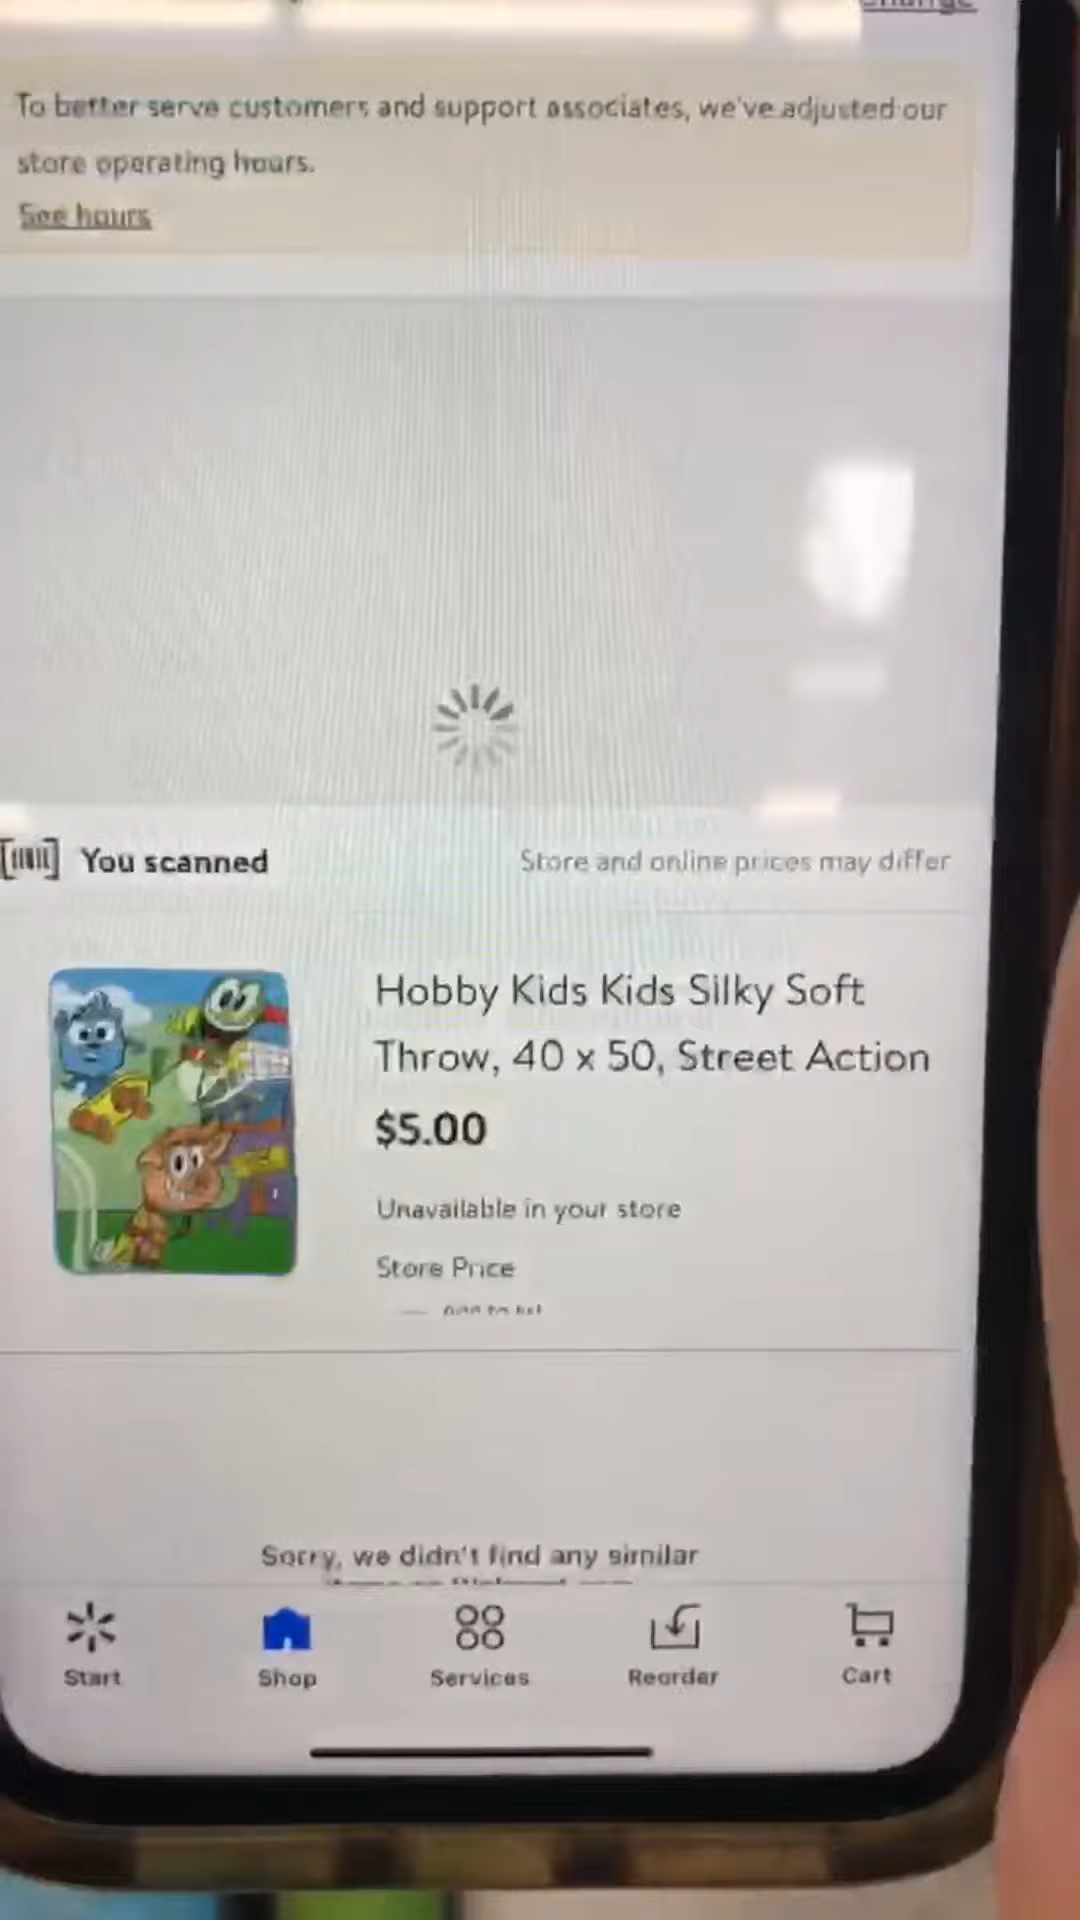 Change
To better serve customers and support associates, we've adjusted our
store operating hours.
See hours
You scanned
Store and online prices may differ
Hobby Kids Kids Silky Soft
Throw, 40 x 50, Street Action
$5.00
Unavailable in your store
Store Price
Sorry, we didn't find any similar
Start
Shop
Services
Reorder
Cart